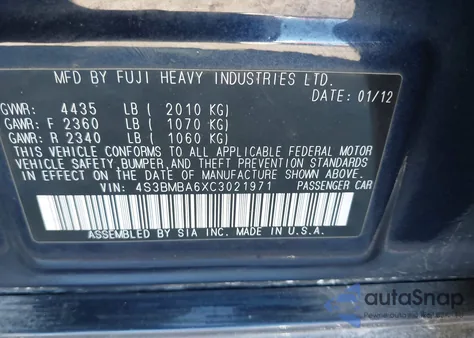 MFD BY FUJI HEAVY INDUSTRIES LTD.
DATE: 01/12
GVWR: 4435 LB ( 2010 KG)
GAWR: F 2360 LB ( 1070 KG)
GAWR: R 2340 LB ( 1060 KG)
THIS VEHICLE CONFORMS TO ALL APPLICABLE FEDERAL MOTOR
VEHICLE SAFETY, BUMPER, AND THEFT PREVENTION STANDARDS
IN EFFECT ON THE DATE OF MANUFACTURE SHOWN ABOVE.
VIN: 4S3BMBA6XC3021971 PASSENGER CAR
ASSEMBLED BY SIA INC. MADE IN U.S.A.
autoSnap